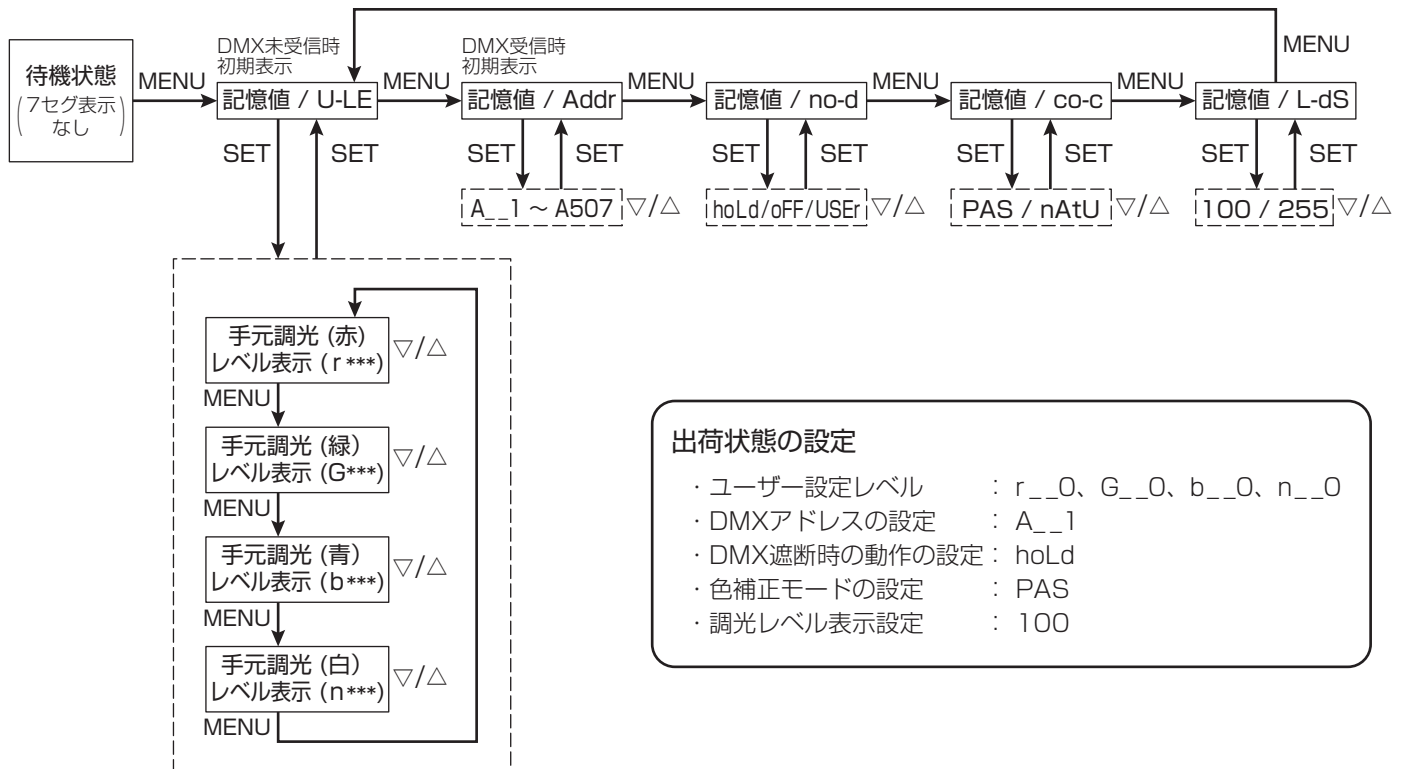 MENU
待機状態
(7セグ表示
なし)
MENU
DMX未受信時
初期表示
記憶値 / U-LE
MENU
DMX受信時
初期表示
記憶値 / Addr
MENU
記憶値 / no-d
MENU
記憶値 / co-c
MENU
記憶値 / L-dS
SET
SET
SET
SET
SET
SET
SET
SET
SET
SET
A__1 ~ A507 ▽/△
hoLd/oFF/USEr ▽/△
PAS / nAtU ▽/△
100 / 255 ▽/△
手元調光 (赤)
レベル表示 (r***)
▽/△
MENU
手元調光 (緑)
レベル表示 (G***)
▽/△
MENU
手元調光 (青)
レベル表示 (b***)
▽/△
MENU
手元調光 (白)
レベル表示 (n***)
▽/△
MENU
出荷状態の設定
・ユーザー設定レベル : r__0、G__0、b__0、n__0
・DMXアドレスの設定 : A__1
・DMX遮断時の動作の設定 : hoLd
・色補正モードの設定 : PAS
・調光レベル表示設定 : 100